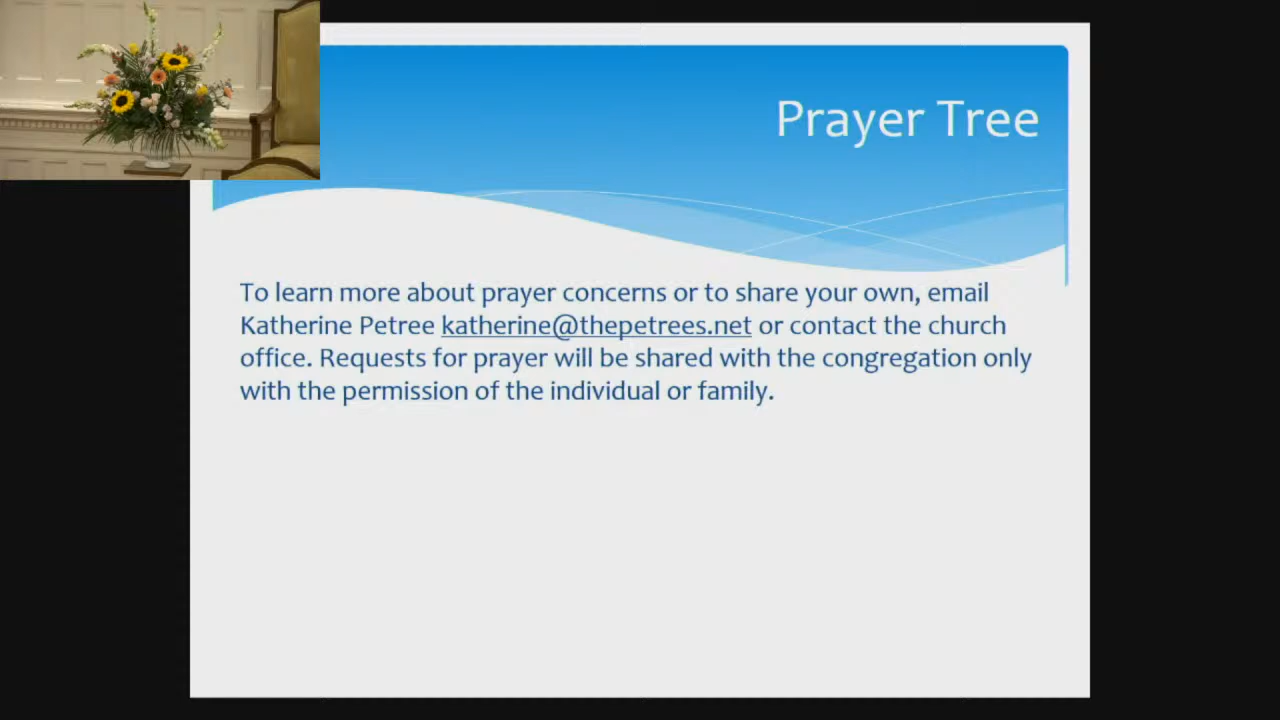 Prayer Tree
To learn more about prayer concerns or to share your own, email
Katherine Petree katherine@thepetrees.net or contact the church
office. Requests for prayer will be shared with the congregation only
with the permission of the individual or family.